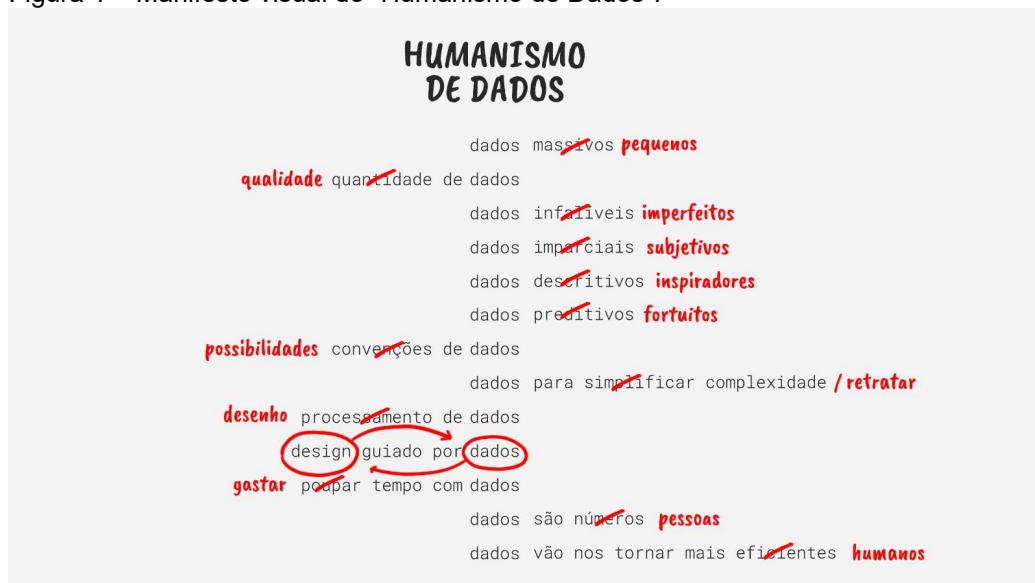 Figura 1 – Manifesto visual do “Humanismo de Dados”.
HUMANISMO
DE DADOS
dados massivos pequenos
qualidade quantidade de dados
dados infalíveis imperfeitos
dados imparciais subjetivos
dados descritivos inspiradores
dados preditivos fortuitos
possibilidades convenções de dados
dados para simplificar complexidade / retratar
desenho processamento de dados
design guiado por dados
gastar poupar tempo com dados
dados são números pessoas
dados vão nos tornar mais eficientes humanos